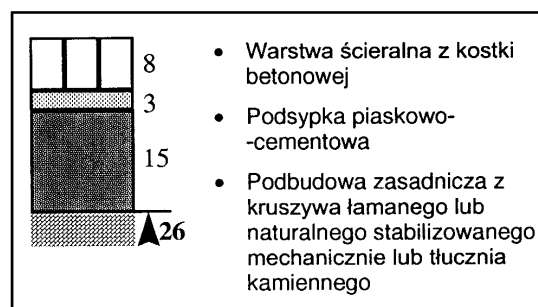 8
3
15
26
• Warstwa ścieralna z kostki
betonowej
• Podsypka piaskowo-
-cementowa
• Podbudowa zasadnicza z
kruszywa łamanego lub
naturalnego stabilizowanego
mechanicznie lub tłucznia
kamiennego